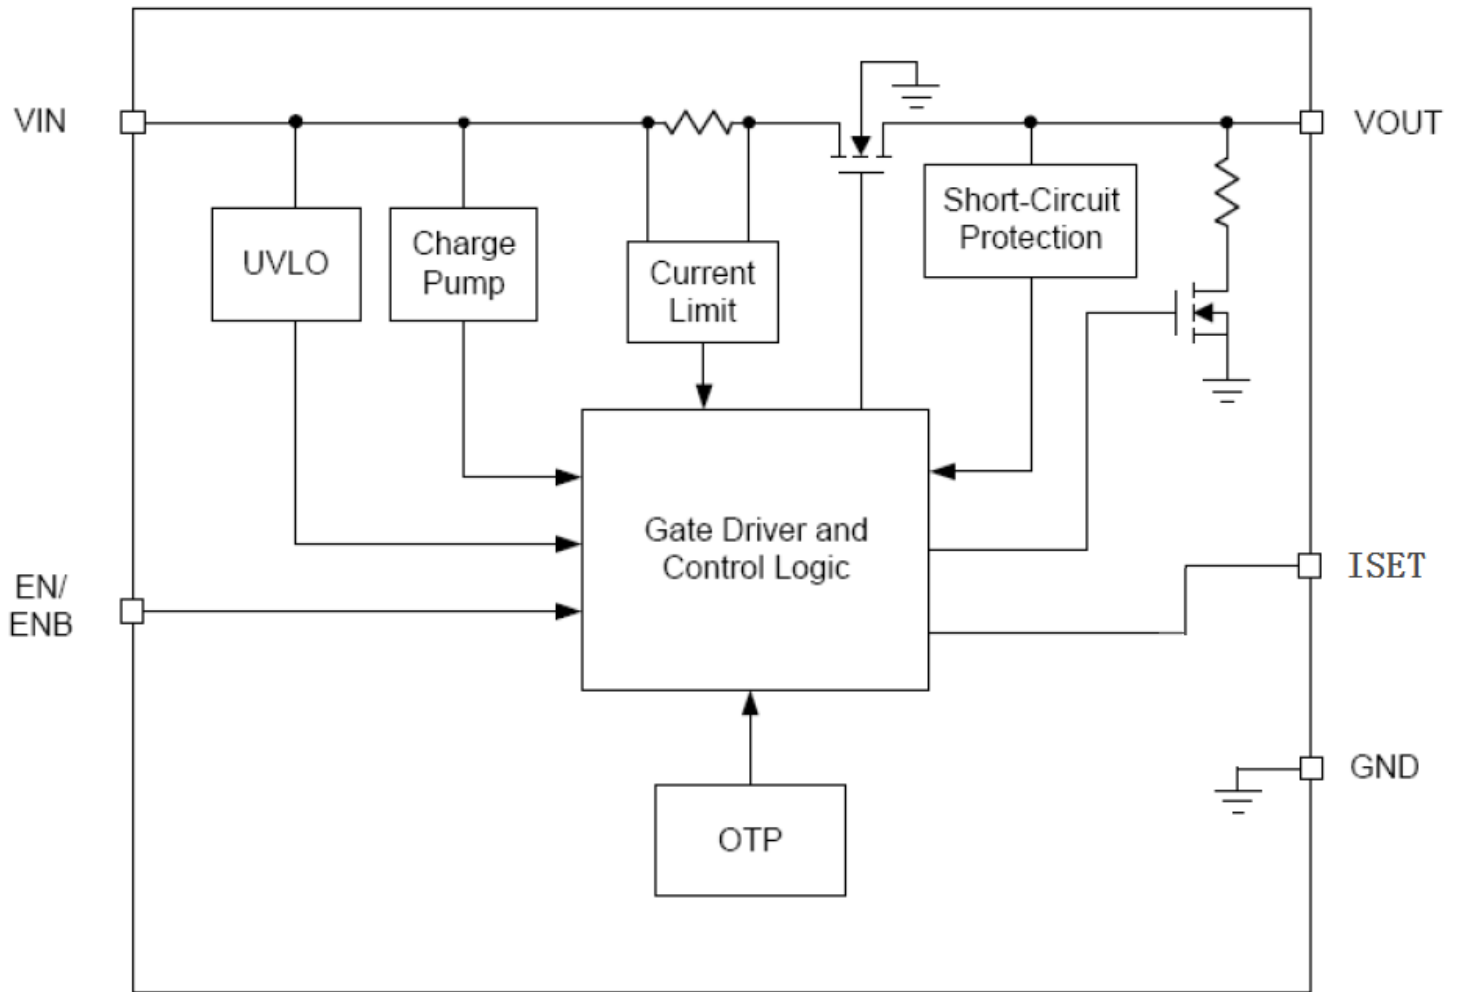 VIN
VOUT
UVLO
Charge
Pump
Current
Limit
Short-Circuit
Protection
Gate Driver and
Control Logic
EN/
ENB
ISET
GND
OTP